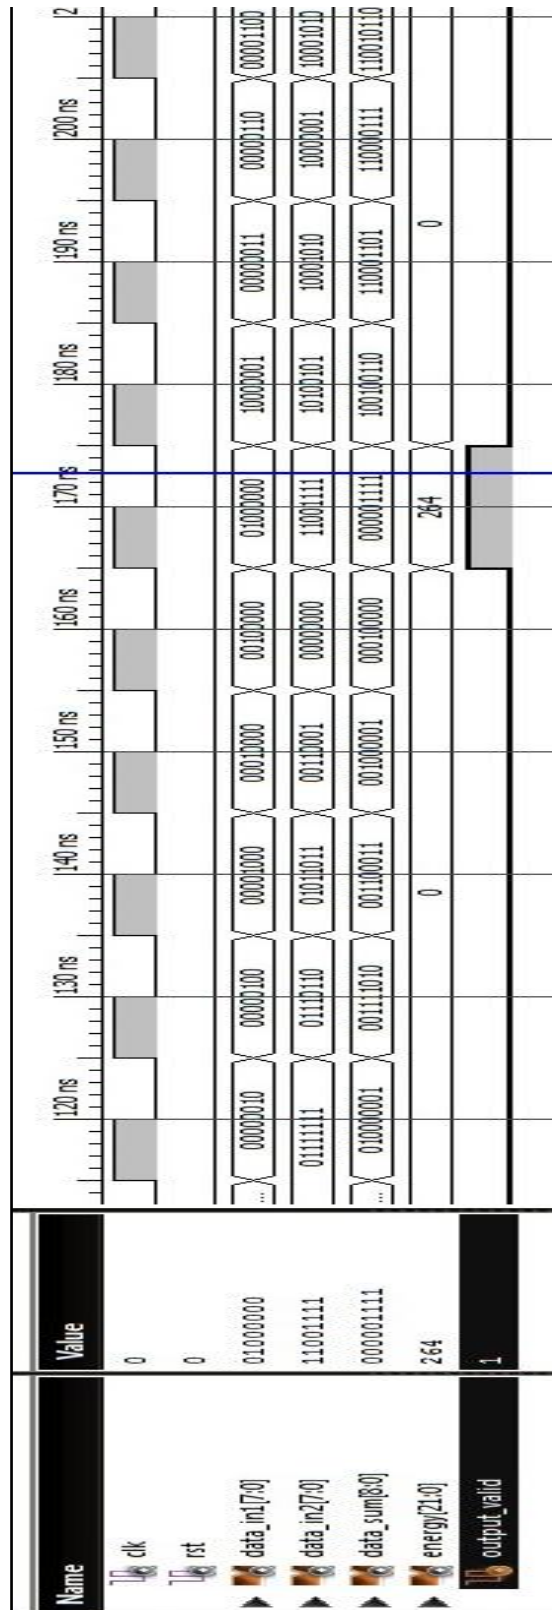 Name Value 120 ns 130 ns 140 ns 150 ns 160 ns 170 ns 180 ns 190 ns 200 ns 2
clk 0
rst 0
data_in1[7:0] 01000000 ... 00000010 00000100 00001000 00010000 00100000 01000000 10000001 00000011 00000110 00001100
data_in2[7:0] 11001111 01111111 01110110 01011011 00110001 00000000 11001111 10100101 10001010 10000001 10001010
data_sum[8:0] 000001111 ... 010000001 001111010 001100011 001000001 000100000 000001111 100100110 110001101 110000111 110010110
energy[21:0] 264 0 264 0
output_valid 1